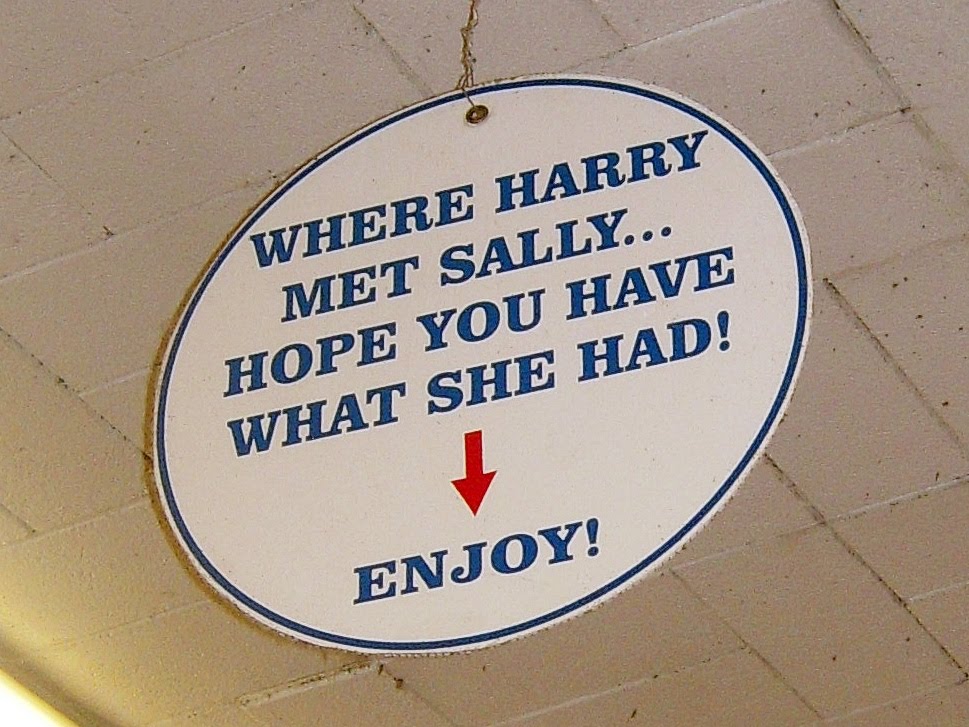 WHERE HARRY
MET SALLY...
HOPE YOU HAVE
WHAT SHE HAD!
ENJOY!